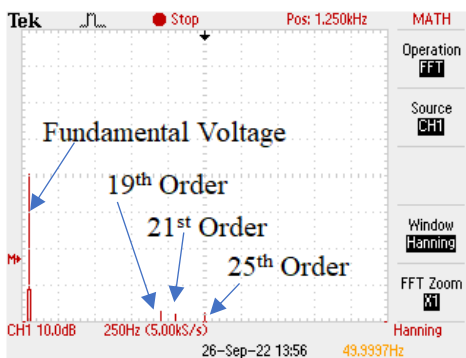 Tek Stop Pos: 1.250kHz MATH
Operation
FFT
Source
CH1
Fundamental Voltage
19th Order
21st Order
25th Order
Window
Hanning
FFT Zoom
X1
M
CH1 10.0dB 250Hz (5.00kS/s) Hanning
26-Sep-22 13:56 49.9997Hz